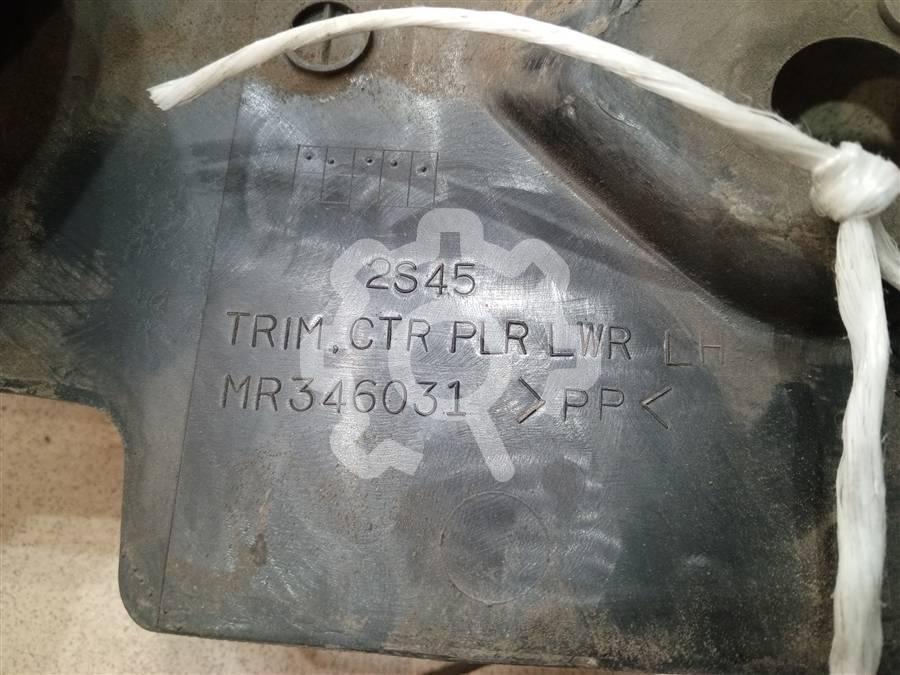 2S45
TRIM, CTR PLR LWR LH
MR346031 >PP<